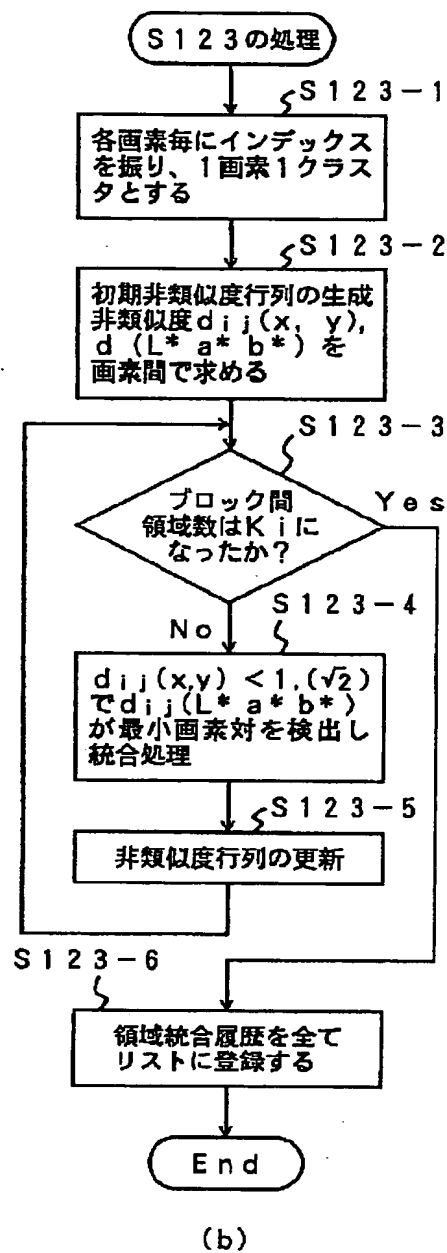 S123の処理
S123-1
各画素毎にインデックス
を振り、1画素1クラス
タとする
S123-2
初期非類似度行列の生成
非類似度dij(x, y),
d (L* a* b*) を
画素間で求める
S123-3
ブロック間
領域数はKiに
なったか?
Yes
No
S123-4
dij(x,y) <1,(√2)
でdij(L* a* b*)
が最小画素対を検出し
統合処理
S123-5
非類似度行列の更新
S123-6
領域統合履歴を全て
リストに登録する
End
(b)